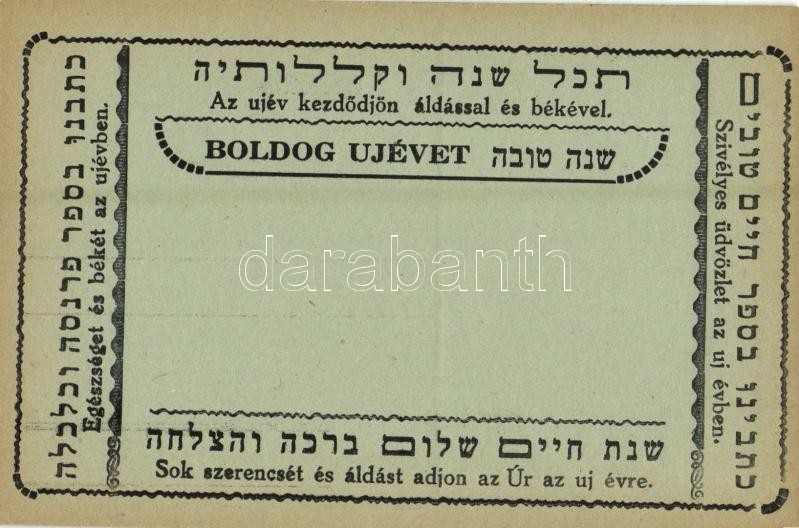 תכל שנה וקללותיה
Az ujév kezdődjön áldással és békével.
BOLDOG UJÉVET שנה טובה
כתבנו בספר פרנסה וכלכלה
Egészséget és békét az ujévben.
כתבינו בספר חיים טובים
Szivélyes üdvözlet az uj évben.
darabanth
שנת חיים שלום ברכה והצלחה
Sok szerencsét és áldást adjon az Úr az uj évre.